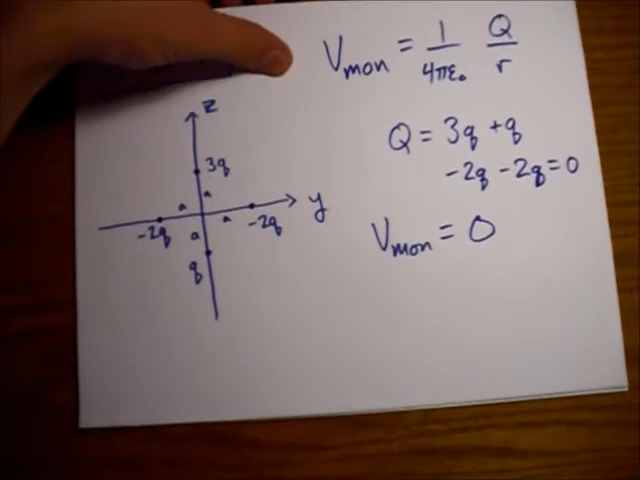 V_mon = 1/4πε₀ Q/r
Q = 3q + q
-2q - 2q = 0
V_mon = 0
z
3q
a
a
y
a
-2q
-2q
a
q